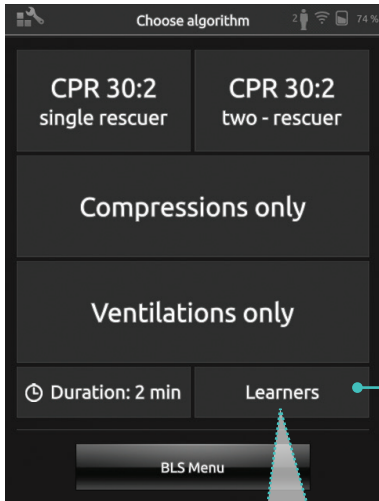 Choose algorithm 2 74 %
CPR 30:2 CPR 30:2
single rescuer two - rescuer
Compressions only
Ventilations only
Duration: 2 min Learners
BLS Menu